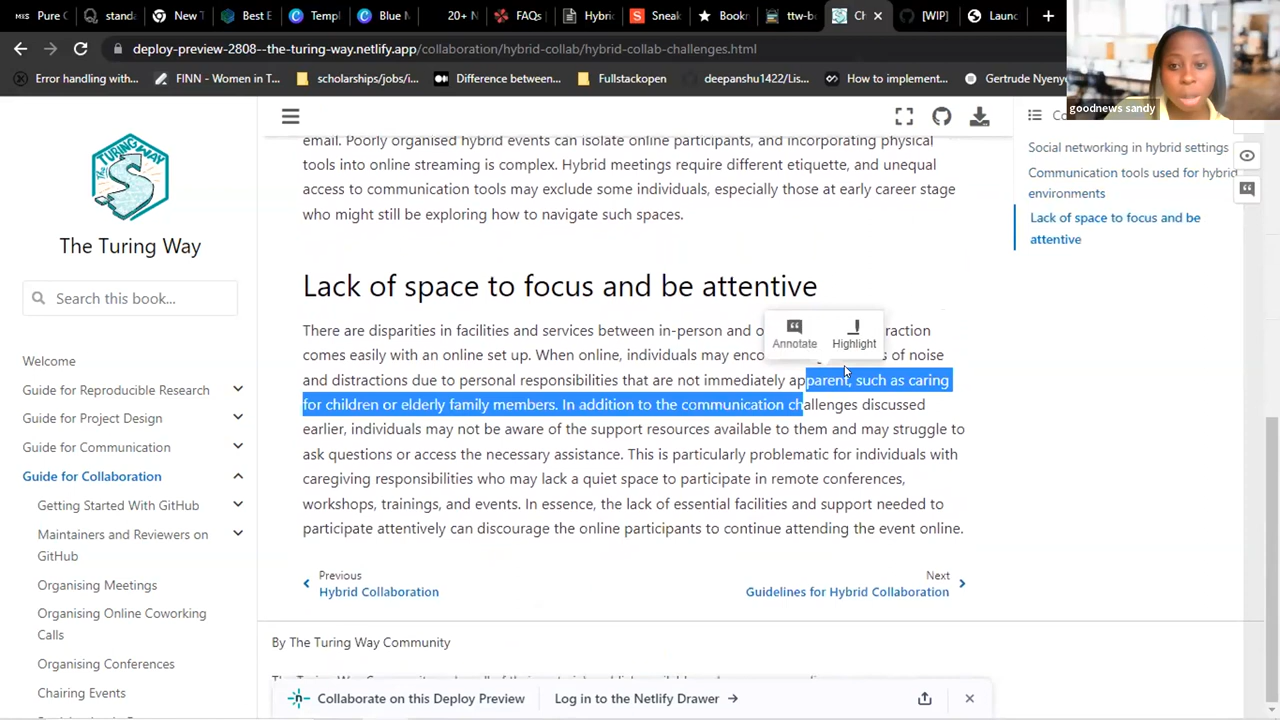 Pure C
standa
New T
Best E
Templ
Blue M
20+ N
FAQs
Hybric
Sneak
Bookr
ttw-b
Ch
[WIP]
Launc
deploy-preview-2808--the-turing-way.netlify.app/collaboration/hybrid-collab/hybrid-collab-challenges.html
Error handling with...
FINN - Women in T...
scholarships/jobs/i...
Difference between...
Fullstackopen
deepanshu1422/Lis...
How to implement...
Gertrude Nyeny
goodnews sandy
THE TURING WAY
The Turing Way
Search this book...
Welcome
Guide for Reproducible Research
Guide for Project Design
Guide for Communication
Guide for Collaboration
Getting Started With GitHub
Maintainers and Reviewers on
GitHub
Organising Meetings
Organising Online Coworking
Calls
Organising Conferences
Chairing Events
email. Poorly organised hybrid events can isolate online participants, and incorporating physical
tools into online streaming is complex. Hybrid meetings require different etiquette, and unequal
access to communication tools may exclude some individuals, especially those at early career stage
who might still be exploring how to navigate such spaces.
Lack of space to focus and be attentive
There are disparities in facilities and services between in-person and o raction
comes easily with an online set up. When online, individuals may enco s of noise
and distractions due to personal responsibilities that are not immediately apparent, such as caring
for children or elderly family members. In addition to the communication challenges discussed
earlier, individuals may not be aware of the support resources available to them and may struggle to
ask questions or access the necessary assistance. This is particularly problematic for individuals with
caregiving responsibilities who may lack a quiet space to participate in remote conferences,
workshops, trainings, and events. In essence, the lack of essential facilities and support needed to
participate attentively can discourage the online participants to continue attending the event online.
Annotate
Highlight
Previous
Hybrid Collaboration
Next
Guidelines for Hybrid Collaboration
By The Turing Way Community
Collaborate on this Deploy Preview
Log in to the Netlify Drawer →
Co
Social networking in hybrid settings
Communication tools used for hybrid
environments
Lack of space to focus and be
attentive